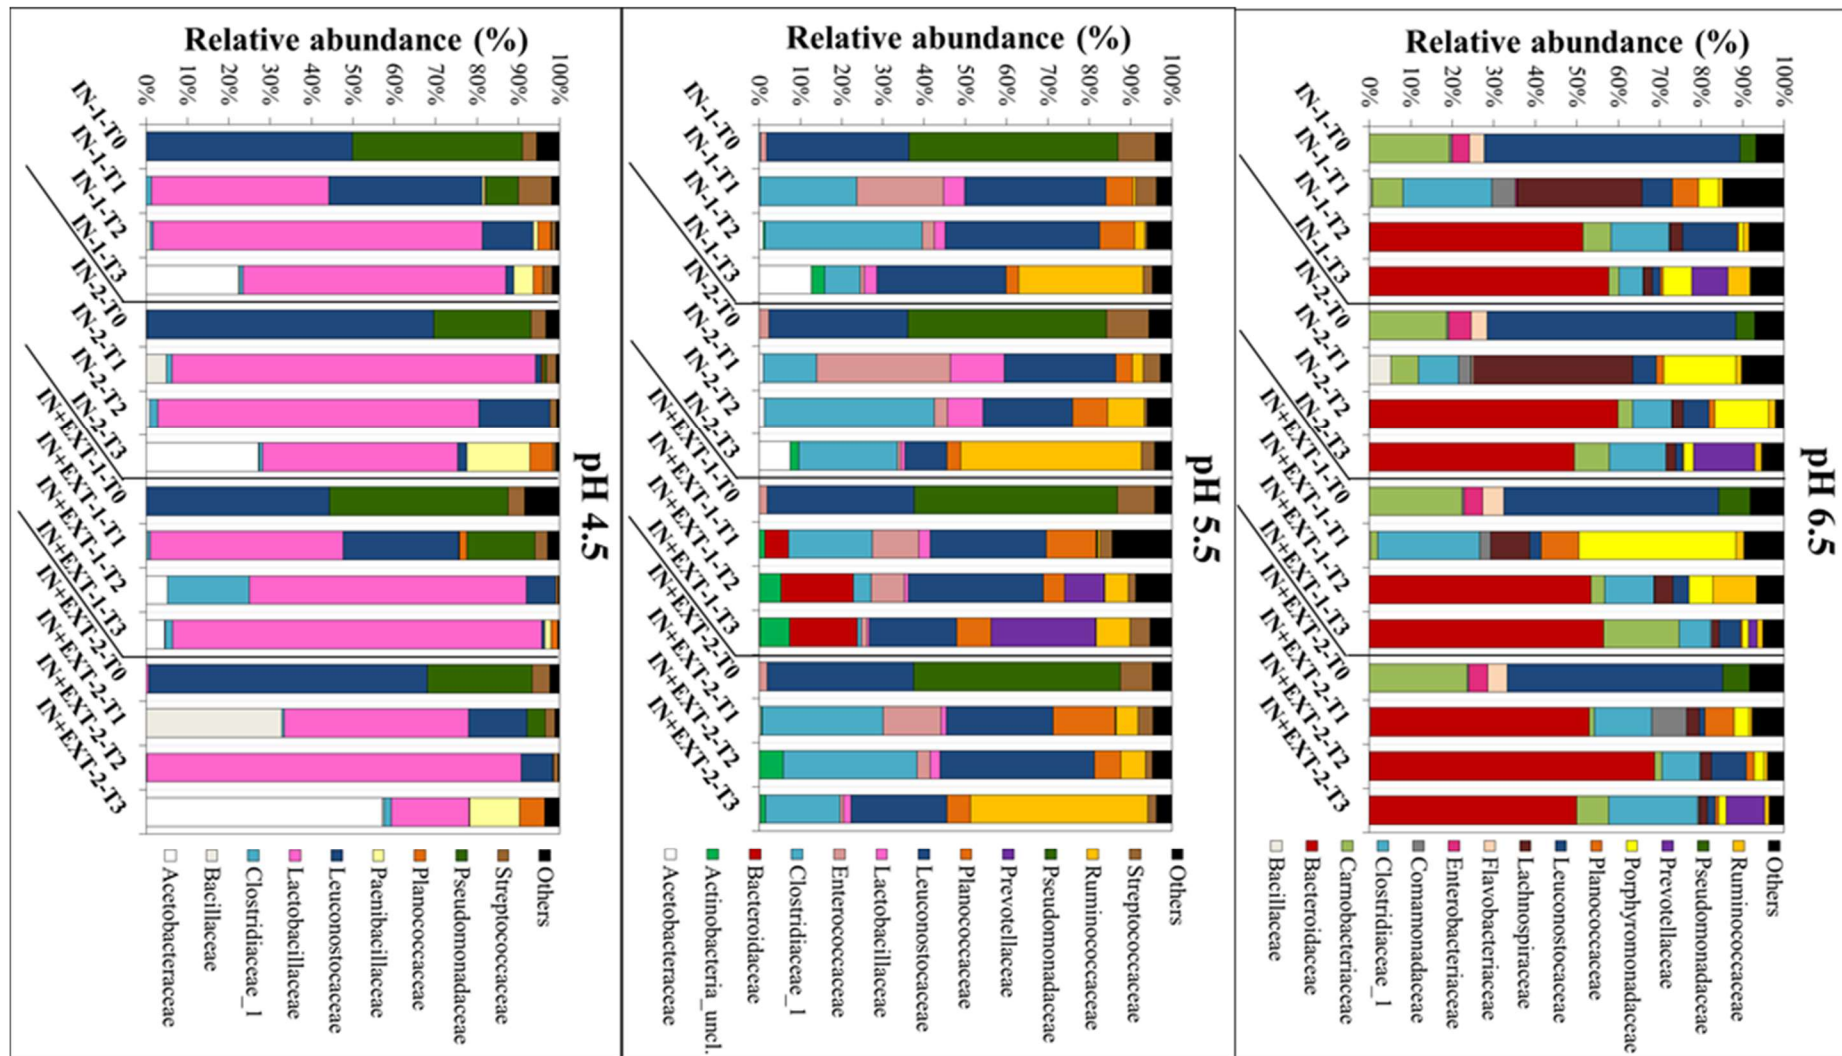 Relative abundance (%)
0%
10%
20%
30%
40%
50%
60%
70%
80%
90%
100%
IN-1-T0
IN-1-T1
IN-1-T2
IN-1-T3
IN-2-T0
IN-2-T1
IN-2-T2
IN-2-T3
IN+EXT-1-T0
IN+EXT-1-T1
IN+EXT-1-T2
IN+EXT-1-T3
IN+EXT-2-T0
IN+EXT-2-T1
IN+EXT-2-T2
IN+EXT-2-T3
pH 4.5
Others
Streptococcaceae
Pseudomonadaceae
Planococcaceae
Paenibacillaceae
Leuconostocaceae
Lactobacillaceae
Clostridiaceae_1
Bacillaceae
Acetobacteraceae
Relative abundance (%)
0%
10%
20%
30%
40%
50%
60%
70%
80%
90%
100%
IN-1-T0
IN-1-T1
IN-1-T2
IN-1-T3
IN-2-T0
IN-2-T1
IN-2-T2
IN-2-T3
IN+EXT-1-T0
IN+EXT-1-T1
IN+EXT-1-T2
IN+EXT-1-T3
IN+EXT-2-T0
IN+EXT-2-T1
IN+EXT-2-T2
IN+EXT-2-T3
pH 5.5
Others
Streptococcaceae
Ruminococcaceae
Pseudomonadaceae
Prevotellaceae
Planococcaceae
Leuconostocaceae
Lactobacillaceae
Enterococcaceae
Clostridiaceae_1
Bacteroidaceae
Actinobacteria_uncl.
Acetobacteraceae
Relative abundance (%)
0%
10%
20%
30%
40%
50%
60%
70%
80%
90%
100%
IN-1-T0
IN-1-T1
IN-1-T2
IN-1-T3
IN-2-T0
IN-2-T1
IN-2-T2
IN-2-T3
IN+EXT-1-T0
IN+EXT-1-T1
IN+EXT-1-T2
IN+EXT-1-T3
IN+EXT-2-T0
IN+EXT-2-T1
IN+EXT-2-T2
IN+EXT-2-T3
pH 6.5
Others
Ruminococcaceae
Pseudomonadaceae
Prevotellaceae
Porphyromonadaceae
Planococcaceae
Leuconostocaceae
Lachnospiraceae
Flavobacteriaceae
Enterobacteriaceae
Comamonadaceae
Clostridiaceae_1
Carnobacteriaceae
Bacteroidaceae
Bacillaceae